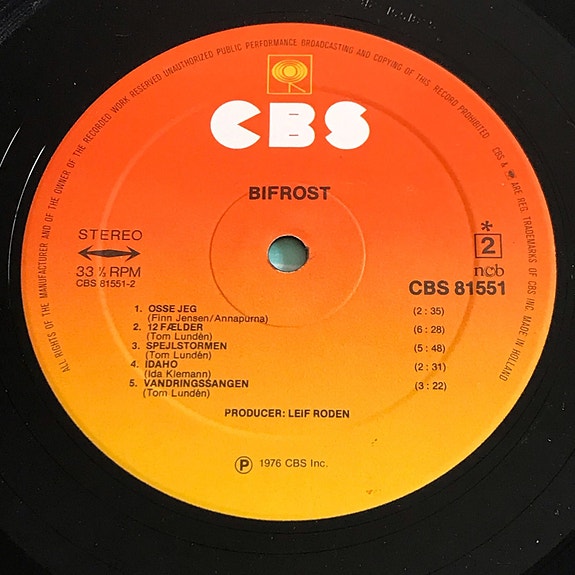 ALL RIGHTS OF THE MANUFACTURER AND OF THE OWNER OF THE RECORDED WORK RESERVED UNAUTHORIZED PUBLIC PERFORMANCE BROADCASTING AND COPYING OF THIS RECORD PROHIBITED CBS & ARE REG. TRADEMARKS OF CBS INC. MADE IN HOLLAND
CBS
BIFROST
STEREO
33 ⅓ RPM
CBS 81551-2
* 2
ncb
CBS 81551
1. OSSE JEG (2:35)
(Finn Jensen/Annapurna)
2. 12 FÆLDER (6:28)
(Tom Lundèn)
3. SPEJLSTORMEN (5:48)
(Tom Lundèn)
4. IDAHO (2:31)
(Ida Klemann)
5. VANDRINGSSANGEN (3:22)
(Tom Lundèn)
PRODUCER: LEIF RODEN
Ⓟ 1976 CBS Inc.